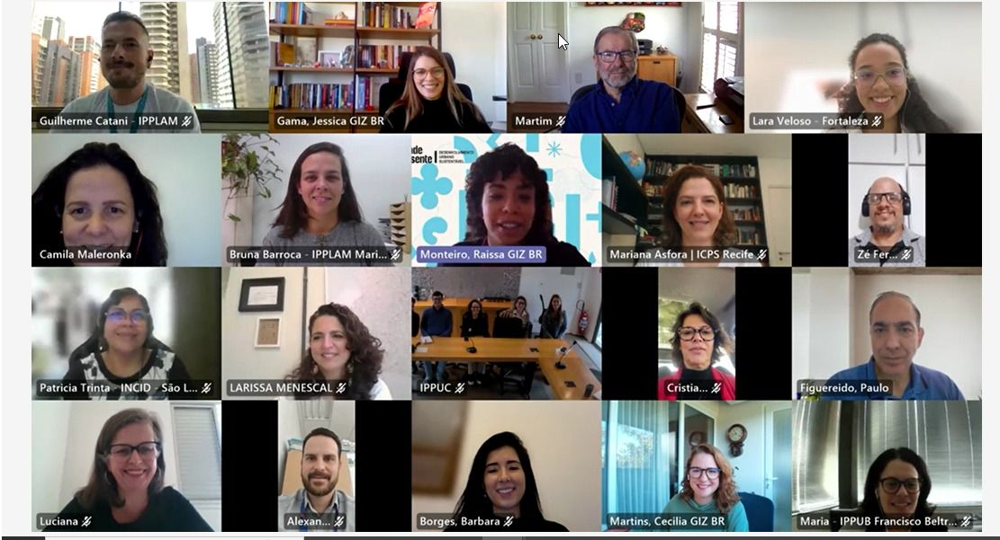 Guilherme Catani - IPPLAM
Gama, Jessica GIZ BR
Martim
Lara Veloso - Fortaleza
Camila Maleronka
Bruna Barroca - IPPLAM Mari...
de
sente
DESENVOLVIMENTO
URBANO
SUSTENTÁVEL
Monteiro, Raissa GIZ BR
Mariana Asfora | ICPS Recife
Zé Fer...
Patricia Trinta - INCID - São L...
LARISSA MENESCAL
IPPUC
Cristia...
Figuereido, Paulo
Luciana
Alexan...
Borges, Barbara
Martins, Cecilia GIZ BR
Maria - IPPUB Francisco Beltr...